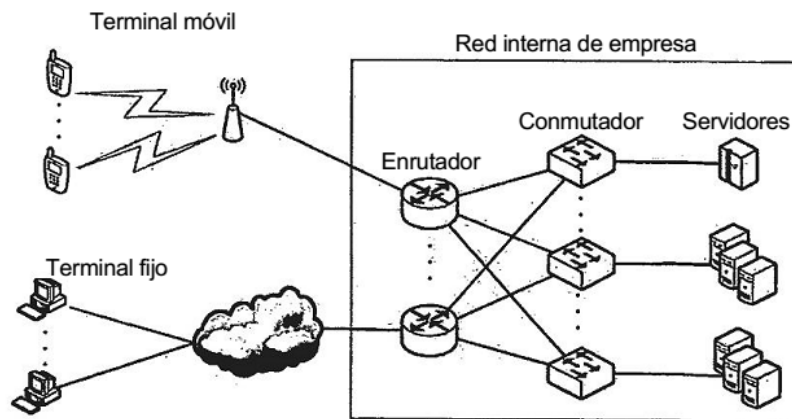 Terminal móvil
Red interna de empresa
Conmutador
Servidores
Enrutador
Terminal fijo